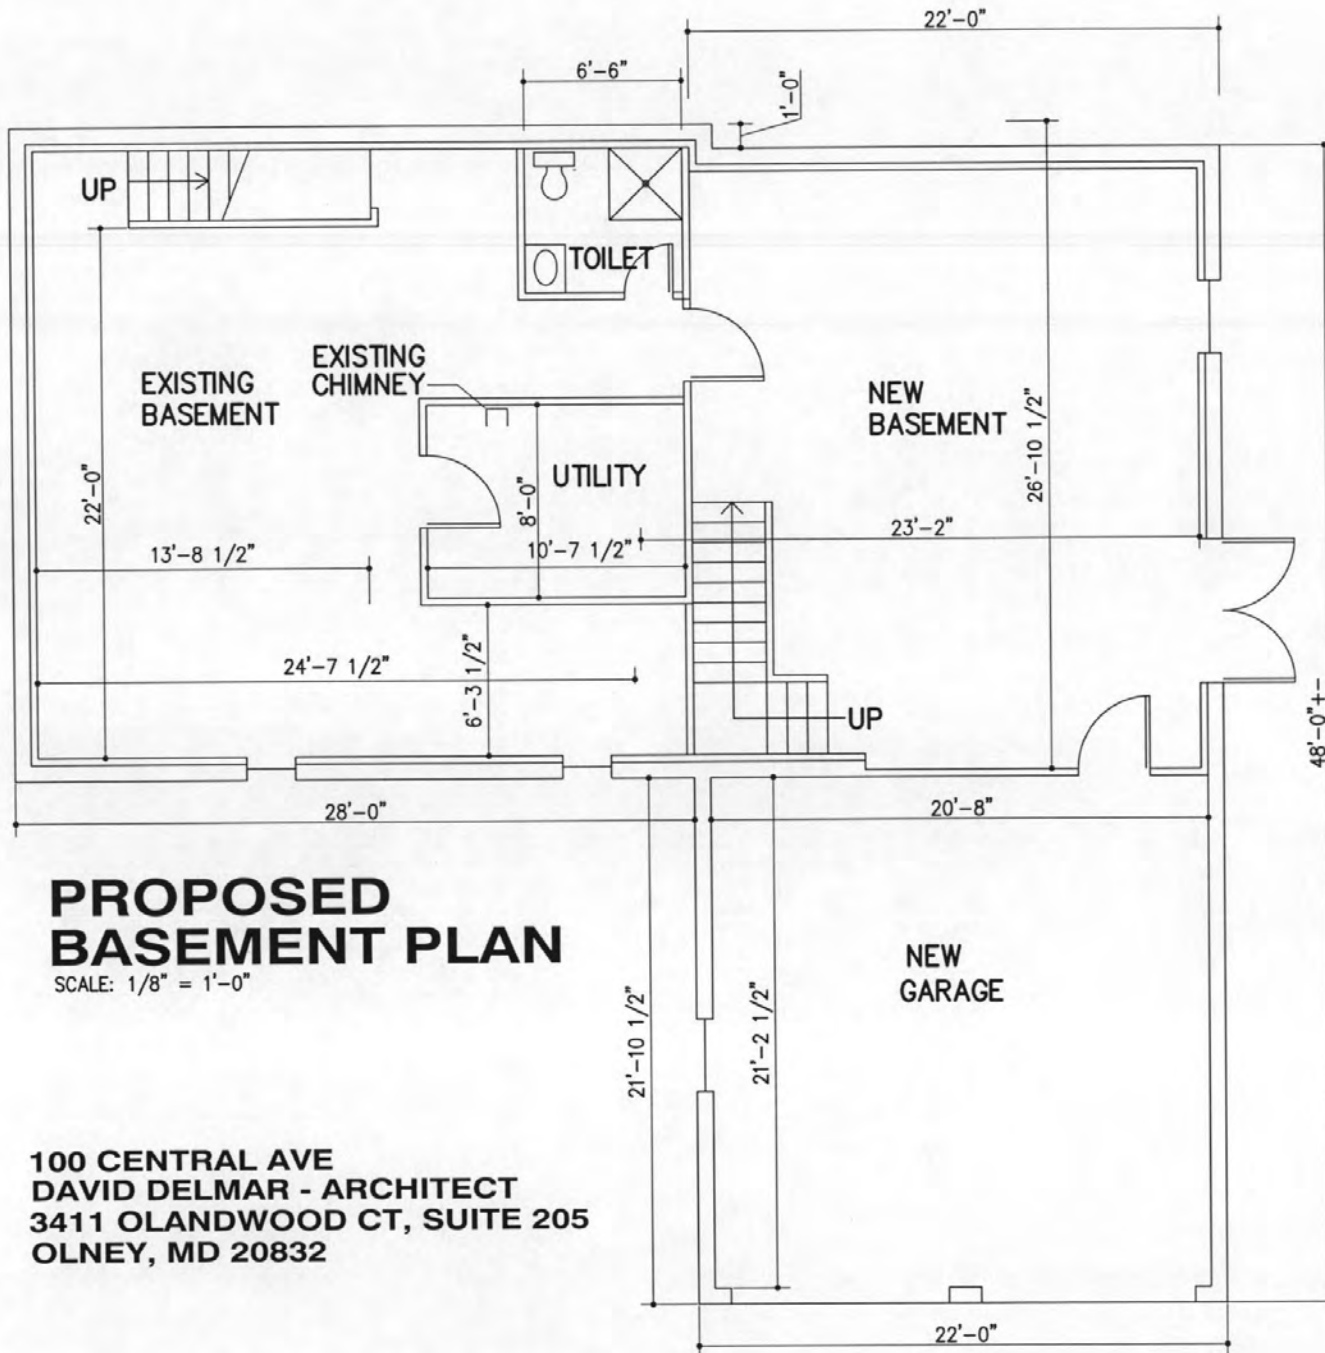 22'-0"
6'-6"
1'-0"
UP
TOILET
EXISTING
CHIMNEY
EXISTING
BASEMENT
NEW
BASEMENT
26'-10 1/2"
22'-0"
UTILITY
8'-0"
23'-2"
13'-8 1/2"
10'-7 1/2"
24'-7 1/2"
6'-3 1/2"
UP
48'-0"+-
28'-0"
20'-8"
PROPOSED
BASEMENT PLAN
SCALE: 1/8" = 1'-0"
NEW
GARAGE
21'-10 1/2"
21'-2 1/2"
100 CENTRAL AVE
DAVID DELMAR - ARCHITECT
3411 OLANDWOOD CT, SUITE 205
OLNEY, MD 20832
22'-0"